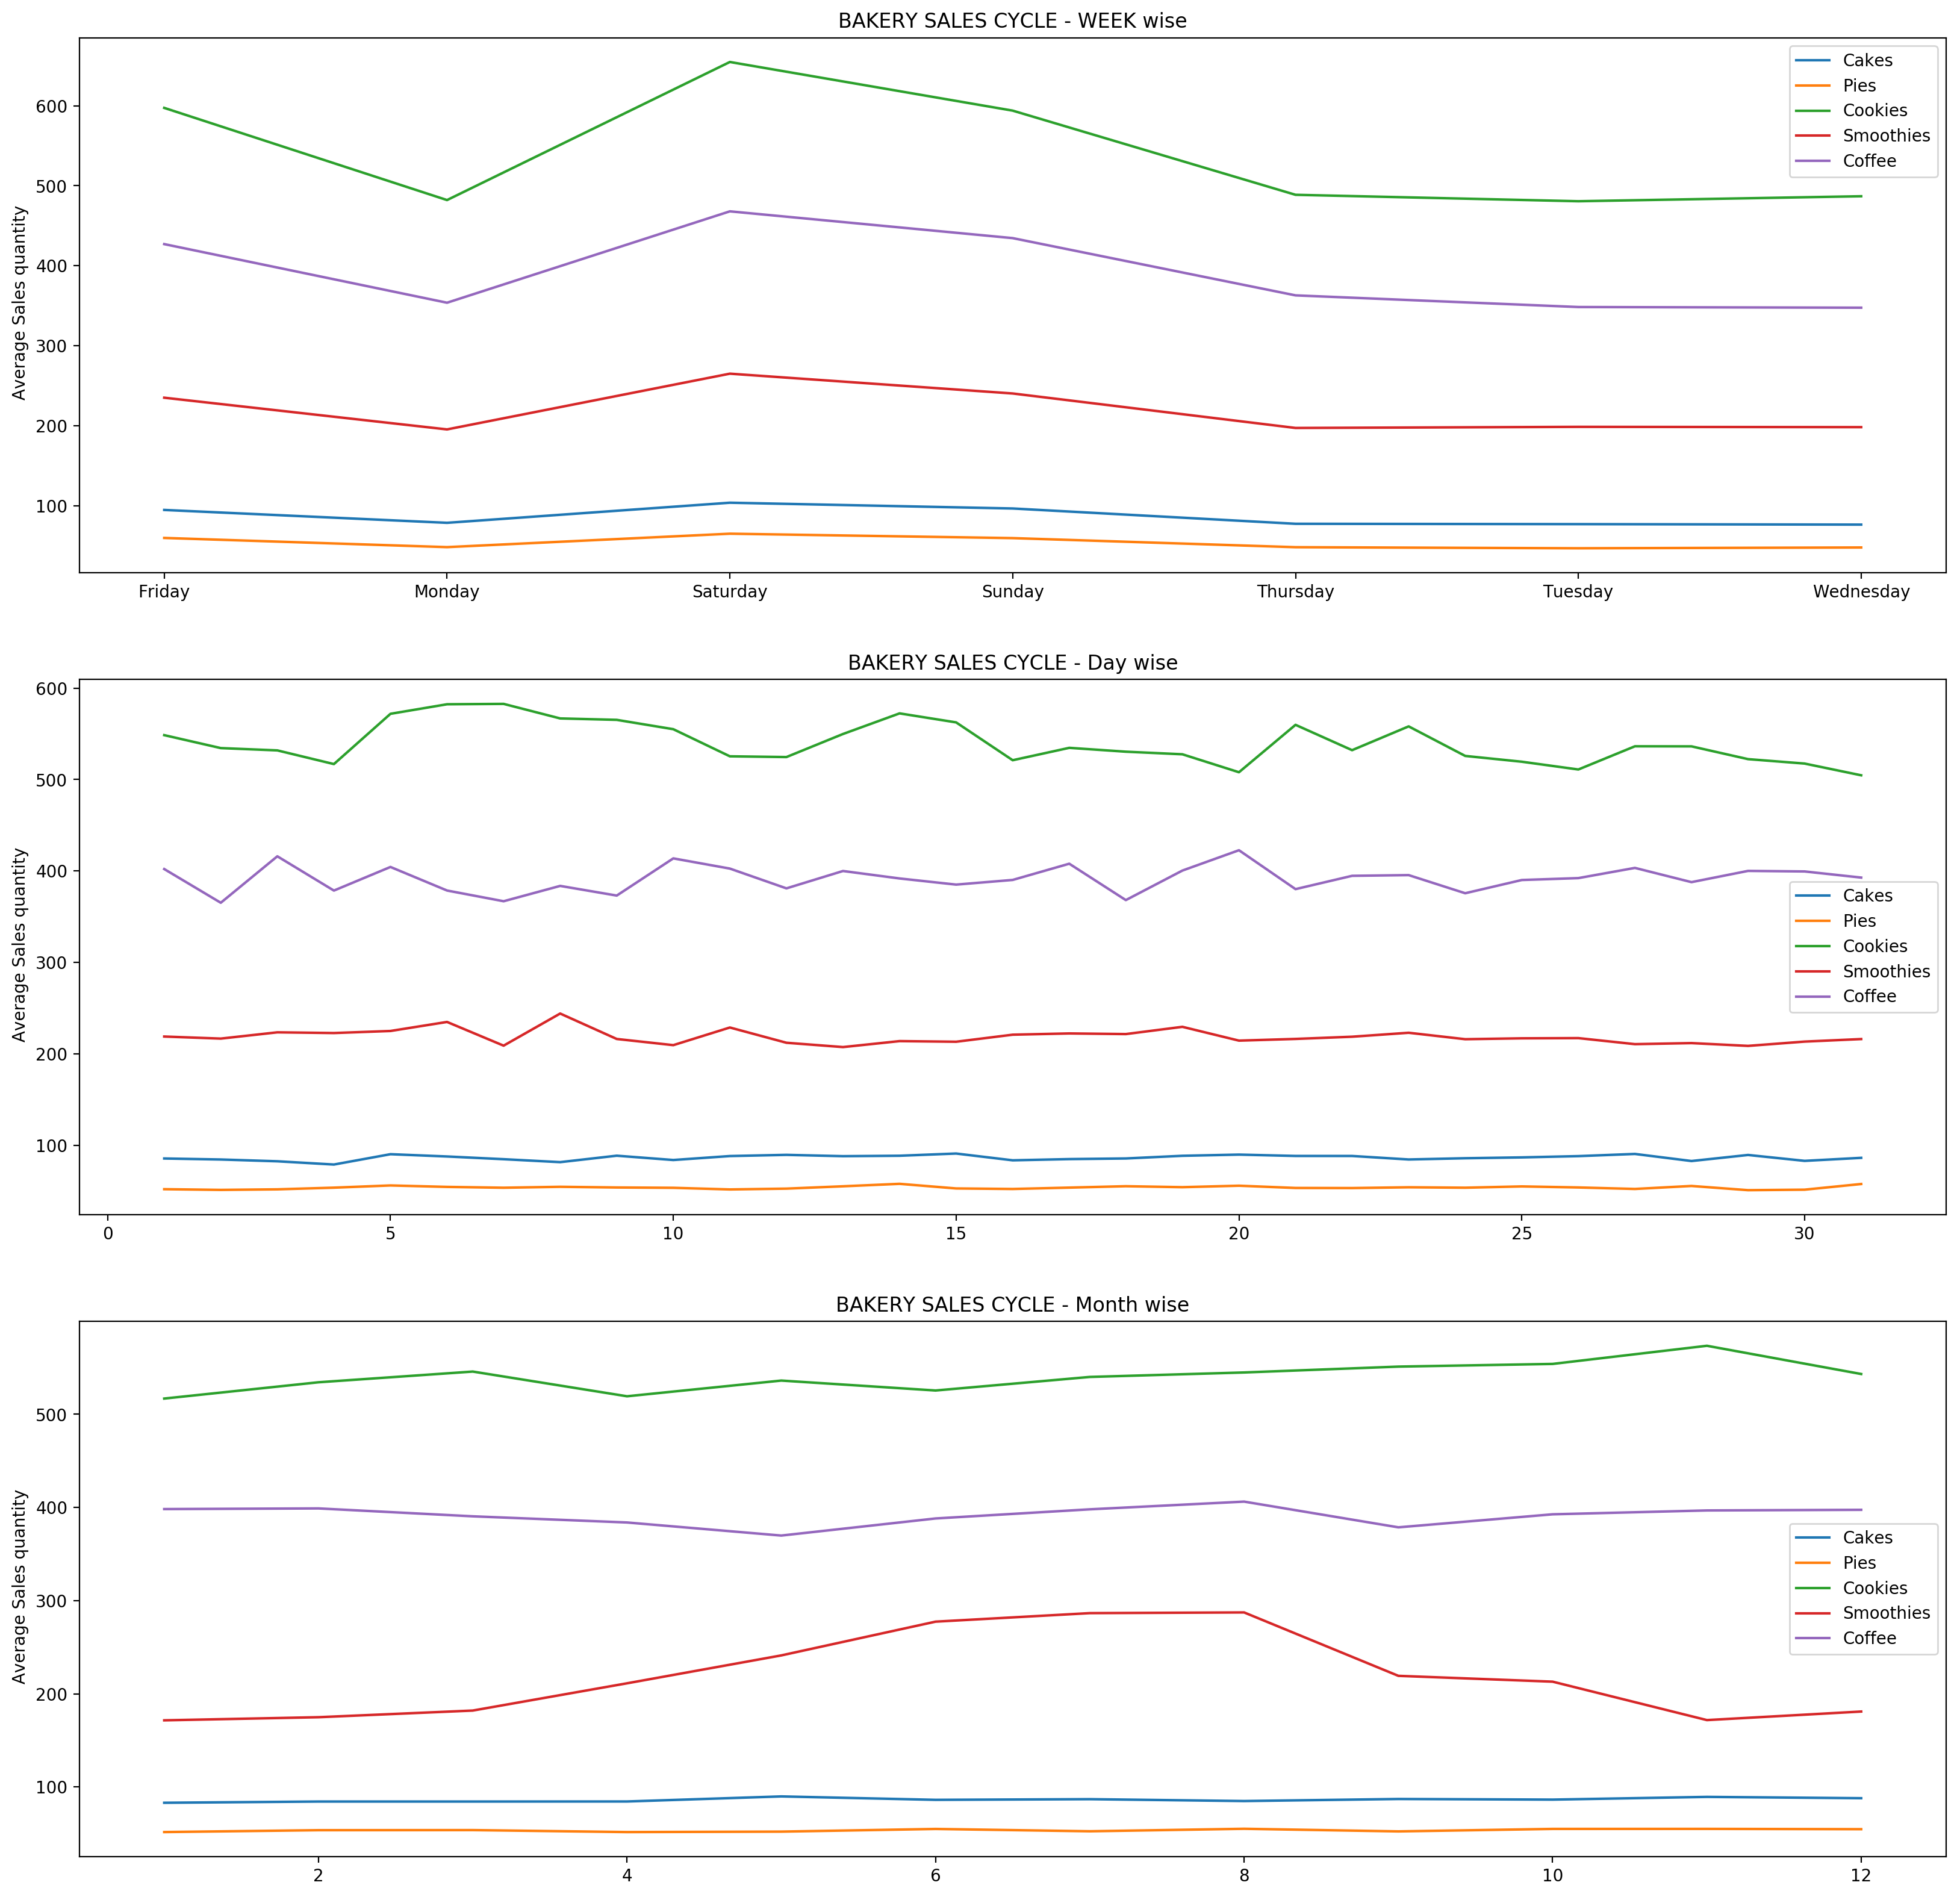 BAKERY SALES CYCLE - WEEK wise
Average Sales quantity
600
500
400
300
200
100
Friday Monday Saturday Sunday Thursday Tuesday Wednesday
Cakes
Pies
Cookies
Smoothies
Coffee
BAKERY SALES CYCLE - Day wise
Average Sales quantity
600
500
400
300
200
100
0 5 10 15 20 25 30
Cakes
Pies
Cookies
Smoothies
Coffee
BAKERY SALES CYCLE - Month wise
Average Sales quantity
500
400
300
200
100
2 4 6 8 10 12
Cakes
Pies
Cookies
Smoothies
Coffee